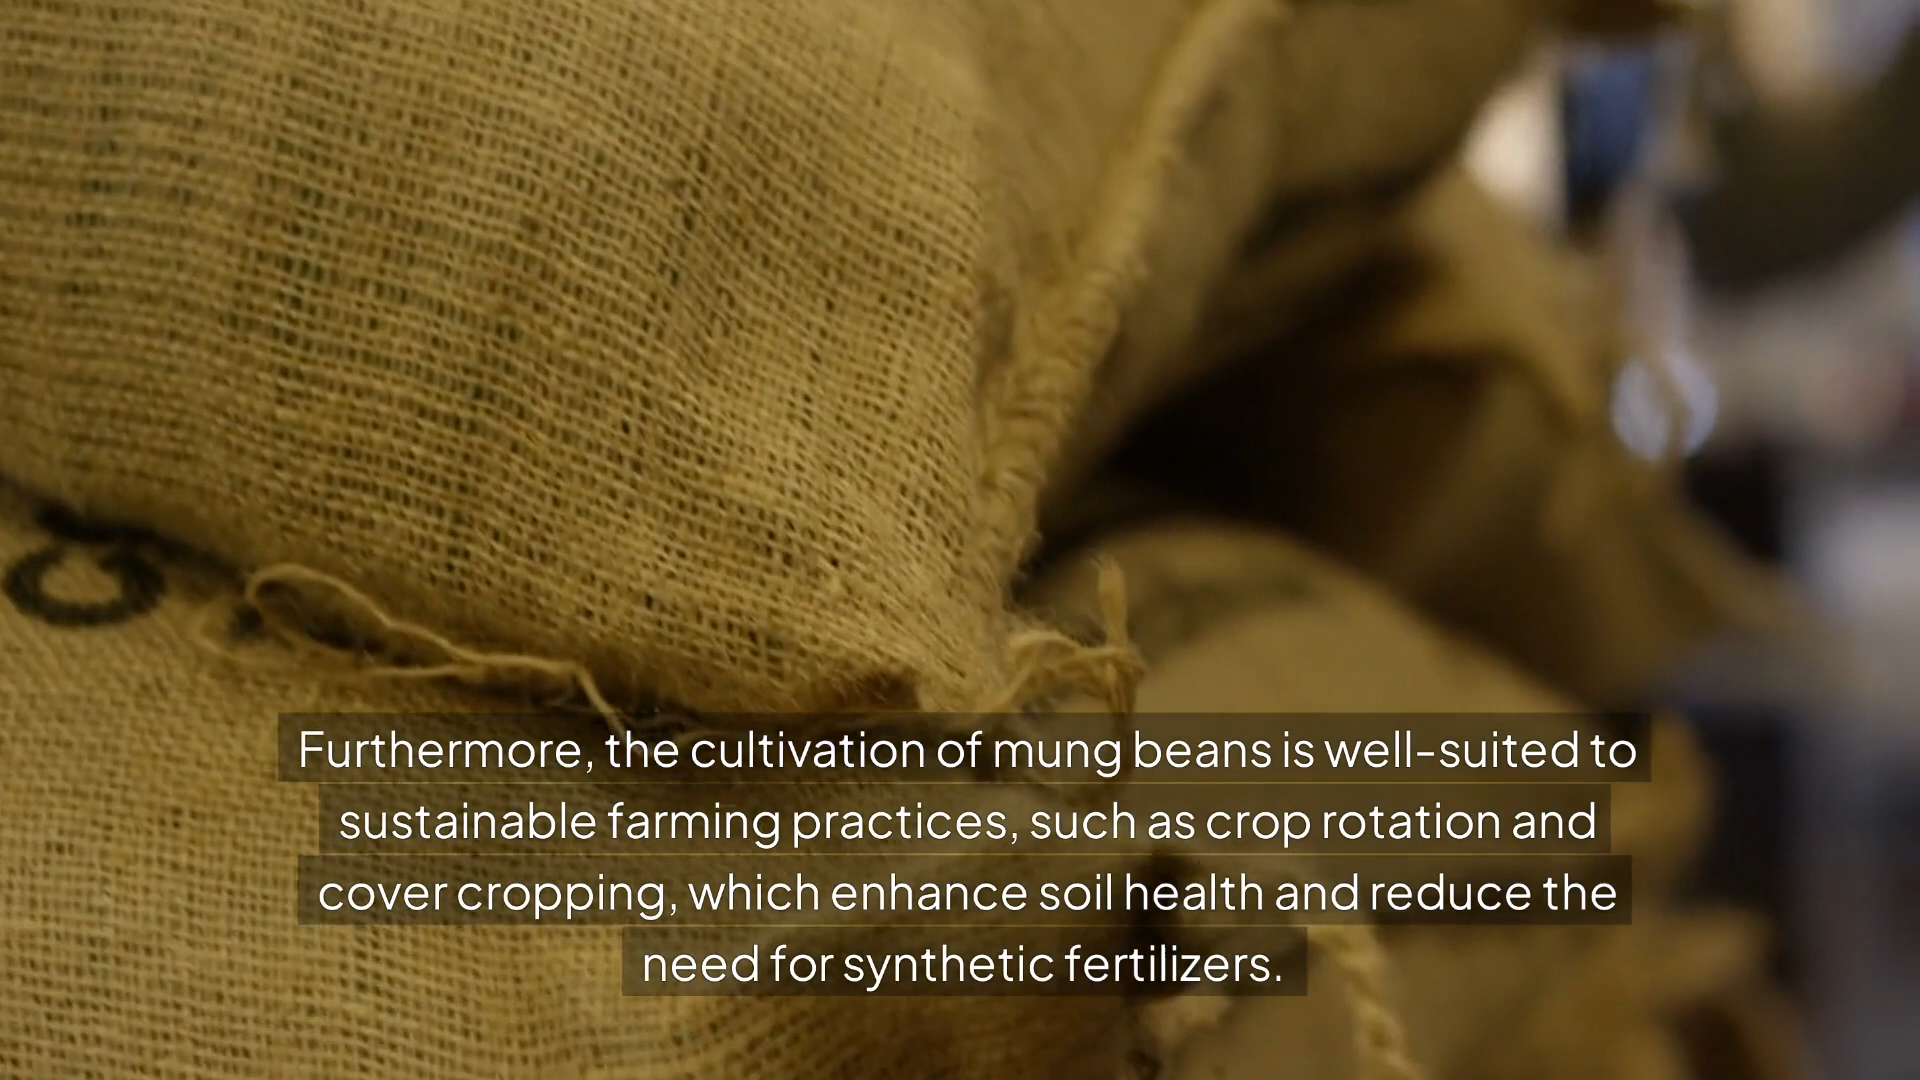 Furthermore, the cultivation of mung beans is well-suited to
sustainable farming practices, such as crop rotation and
cover cropping, which enhance soil health and reduce the
need for synthetic fertilizers.